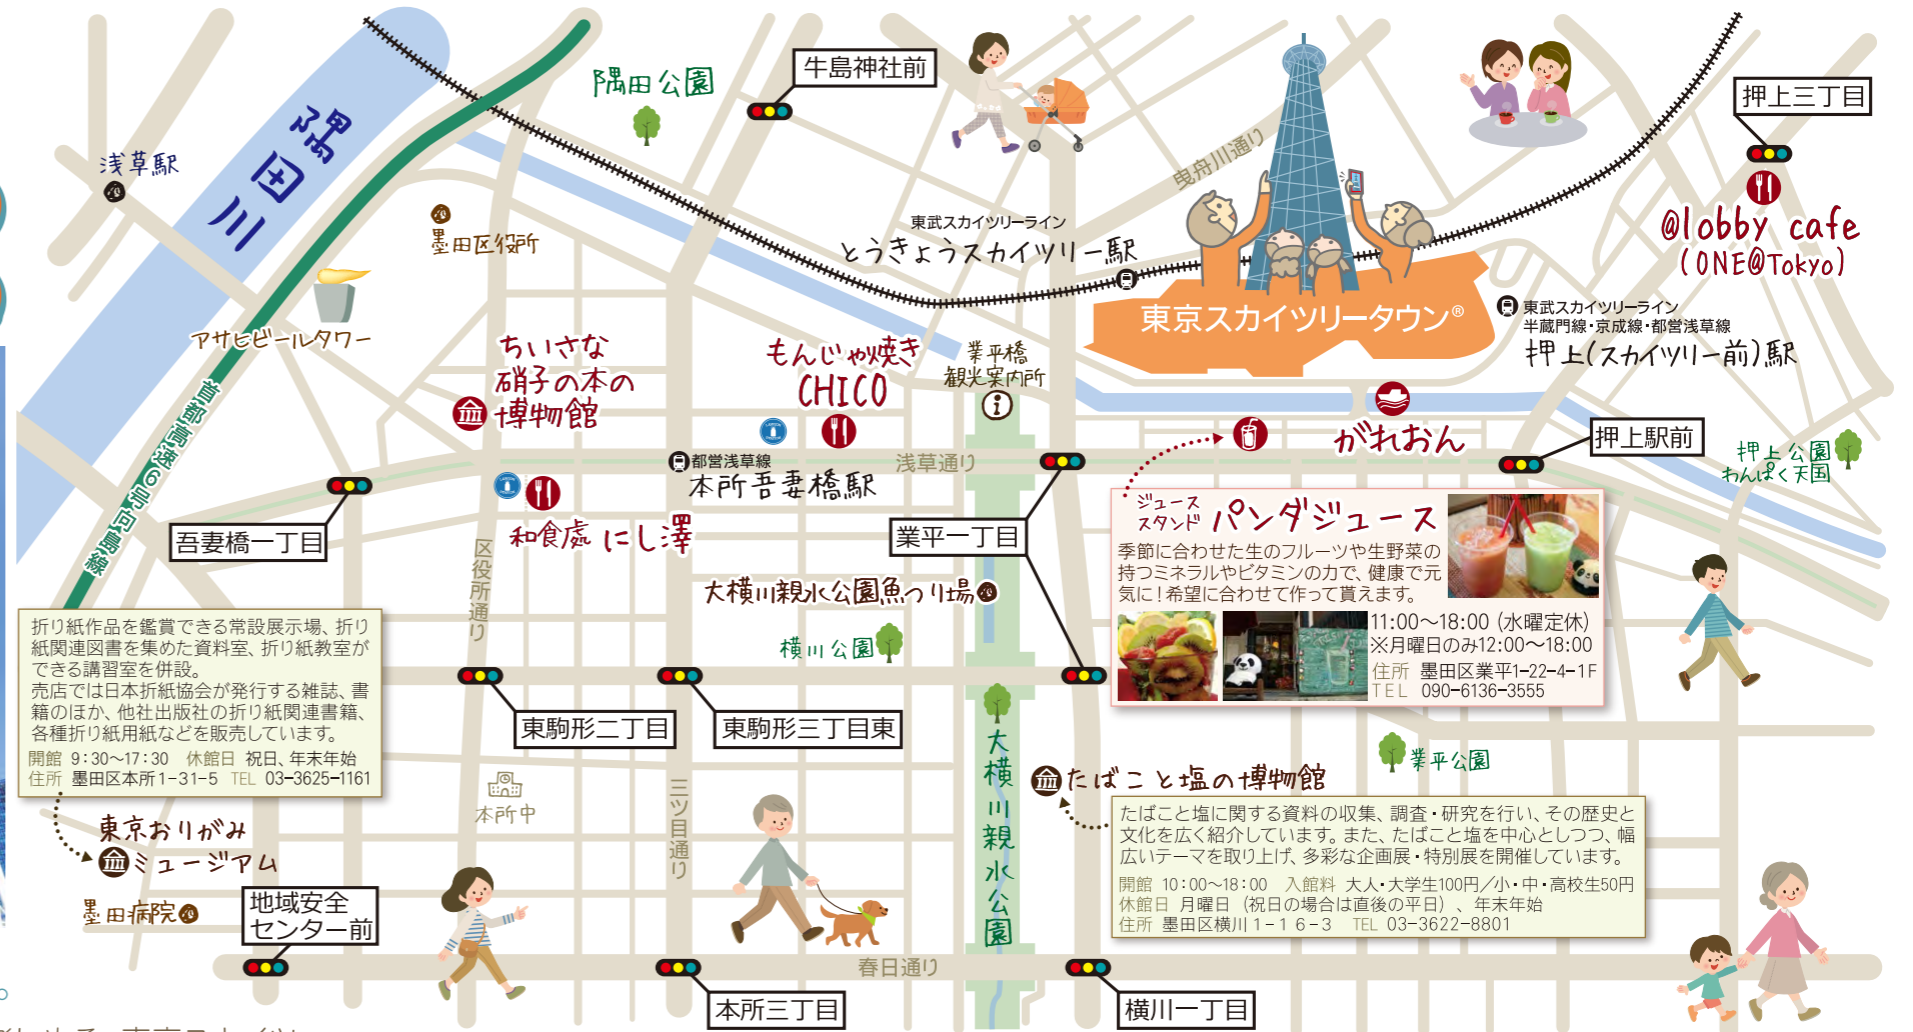 牛島神社前
隅田公園
押上三丁目
隅田川
浅草駅
曳舟川通り
@lobby cafe
(ONE@Tokyo)
墨田区役所
東武スカイツリーライン
とうきょうスカイツリー駅
東京スカイツリータウン®
東武スカイツリーライン
半蔵門線・京成線・都営浅草線
押上(スカイツリー前)駅
アサヒビールタワー
首都高速6号向島線
ちいさな
硝子の本の
博物館
もんじゃ焼き
CHICO
業平橋
観光案内所
がれおん
押上駅前
押上公園
わんぱく天国
浅草通り
都営浅草線
本所吾妻橋駅
吾妻橋一丁目
和食處 にし澤
業平一丁目
区役所通り
大横川親水公園魚つり場
横川公園
ジュース
スタンド パンダジュース
季節に合わせた生のフルーツや生野菜の
持つミネラルやビタミンの力で、健康で元
気に!希望に合わせて作って貰えます。
11:00〜18:00 (水曜定休)
※月曜日のみ12:00〜18:00
住所 墨田区業平1-22-4-1F
TEL 090-6136-3555
折り紙作品を鑑賞できる常設展示場、折り
紙関連図書を集めた資料室、折り紙教室が
できる講習室を併設。
売店では日本折紙協会が発行する雑誌、書
籍のほか、他社出版社の折り紙関連書籍、
各種折り紙用紙などを販売しています。
開館 9:30〜17:30 休館日 祝日、年末年始
住所 墨田区本所1-31-5 TEL 03-3625-1161
東駒形二丁目
東駒形三丁目東
東京おりがみ
ミュージアム
本所中
三ツ目通り
大横川親水公園
業平公園
たばこと塩の博物館
たばこと塩に関する資料の収集、調査・研究を行い、その歴史と
文化を広く紹介しています。また、たばこと塩を中心としつつ、幅
広いテーマを取り上げ、多彩な企画展・特別展を開催しています。
開館 10:00〜18:00 入館料 大人・大学生100円/小・中・高校生50円
休館日 月曜日(祝日の場合は直後の平日)、年末年始
住所 墨田区横川1-16-3 TEL 03-3622-8801
墨田病院
地域安全
センター前
春日通り
本所三丁目
横川一丁目